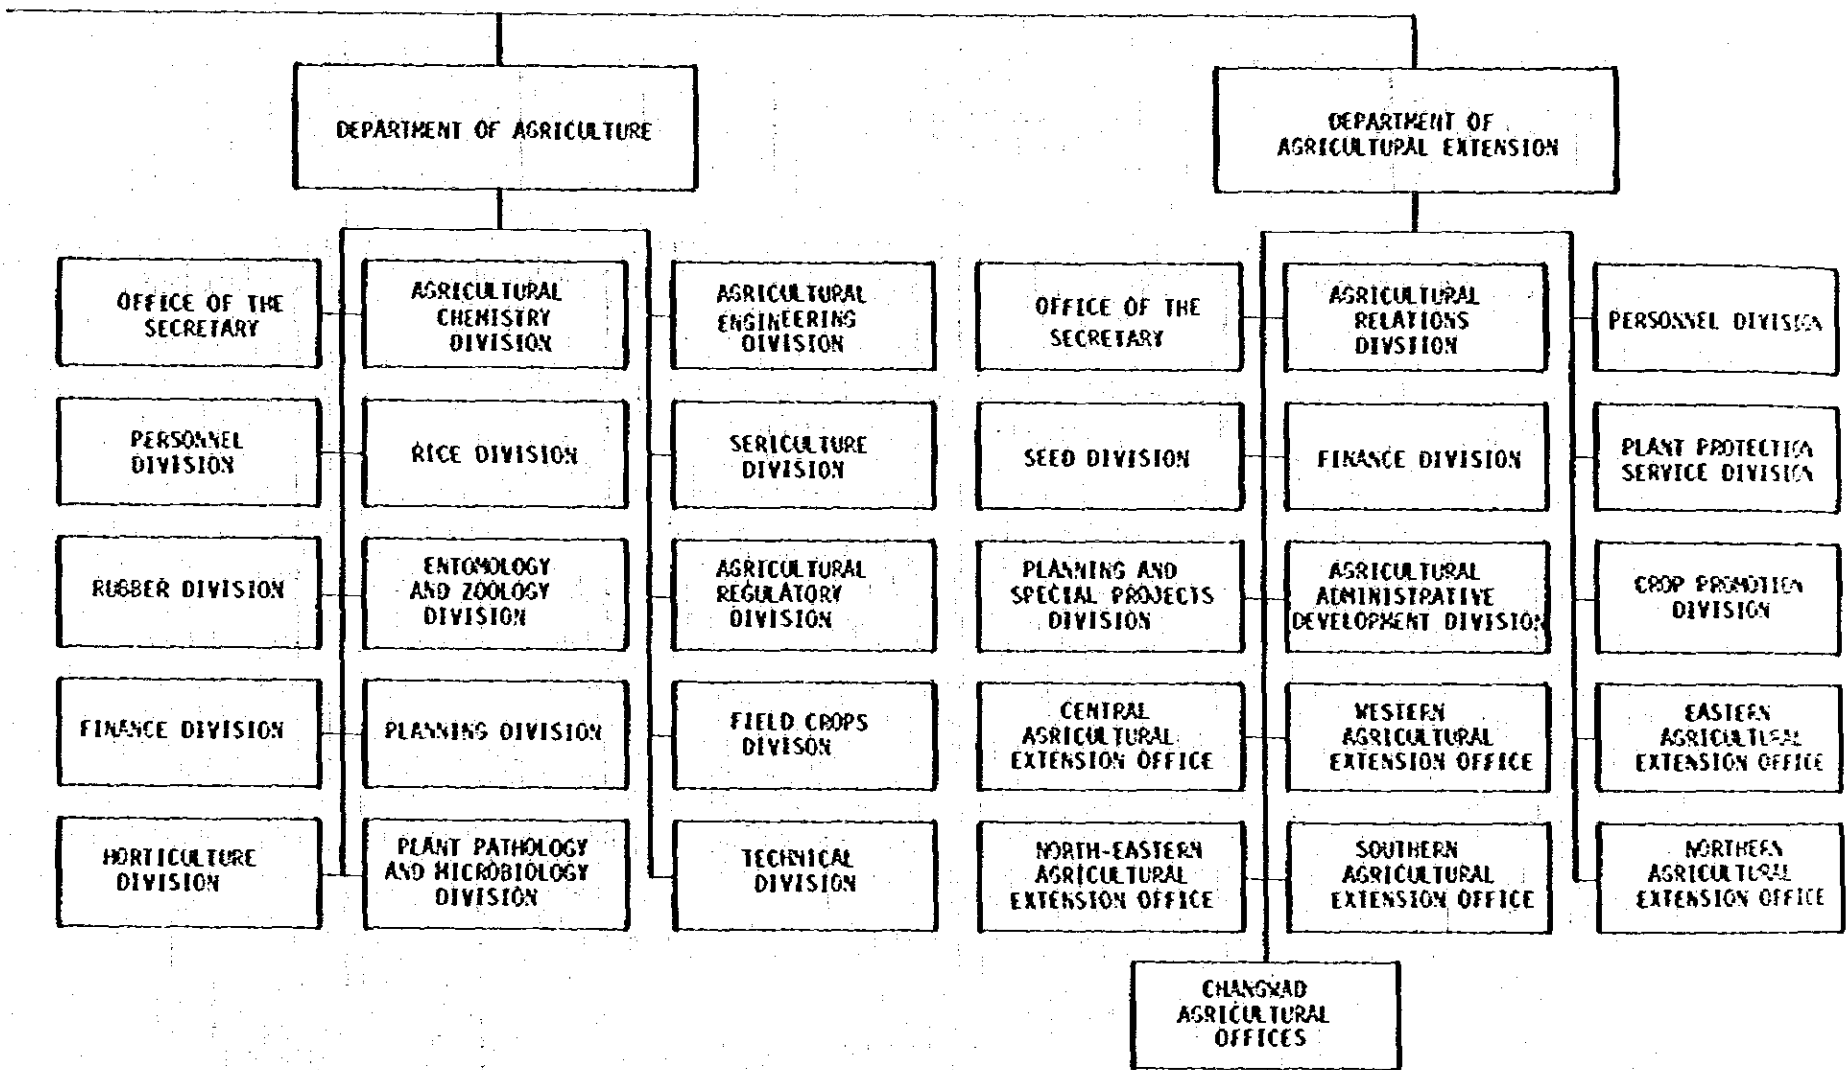 DEPARTMENT OF AGRICULTURE
DEPARTMENT OF
AGRICULTURAL EXTENSION
OFFICE OF THE
SECRETARY
AGRICULTURAL
CHEMISTRY
DIVISION
AGRICULTURAL
ENGINEERING
DIVISION
PERSONNEL
DIVISION
RICE DIVISION
SERICULTURE
DIVISION
RUBBER DIVISION
ENTOMOLOGY
AND ZOOLOGY
DIVISION
AGRICULTURAL
REGULATORY
DIVISION
FINANCE DIVISION
PLANNING DIVISION
FIELD CROPS
DIVISON
HORTICULTURE
DIVISION
PLANT PATHOLOGY
AND MICROBIOLOGY
DIVISION
TECHNICAL
DIVISION
OFFICE OF THE
SECRETARY
AGRICULTURAL
RELATIONS
DIVSTION
PERSONNEL DIVISION
SEED DIVISION
FINANCE DIVISION
PLANT PROTECTION
SERVICE DIVISION
PLANNING AND
SPECIAL PROJECTS
DIVISION
AGRICULTURAL
ADMINISTRATIVE
DEVELOPMENT DIVISION
CROP PROMOTION
DIVISION
CENTRAL
AGRICULTURAL
EXTENSION OFFICE
WESTERN
AGRICULTURAL
EXTENSION OFFICE
EASTERN
AGRICULTURAL
EXTENSION OFFICE
NORTH-EASTERN
AGRICULTURAL
EXTENSION OFFICE
SOUTHERN
AGRICULTURAL
EXTENSION OFFICE
NORTHERN
AGRICULTURAL
EXTENSION OFFICE
CHANGWAD
AGRICULTURAL
OFFICES